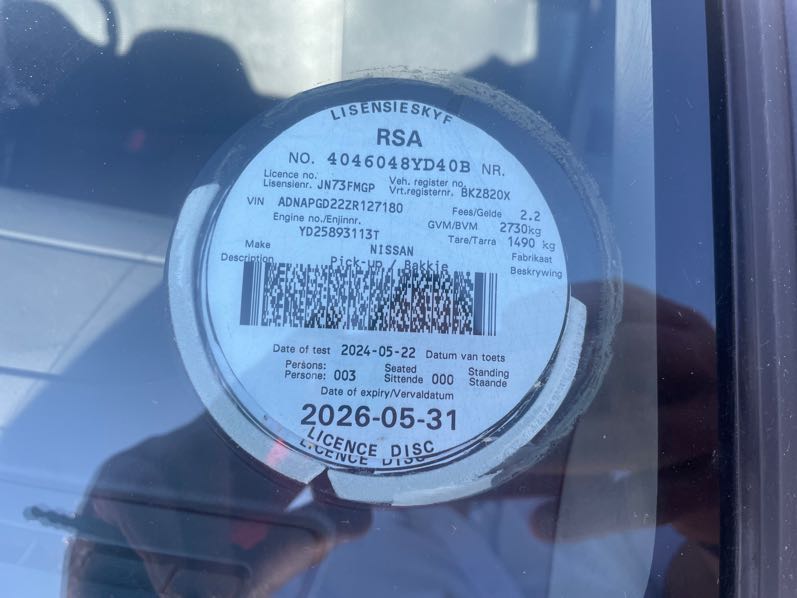 LISENSIESKYF
RSA
NO. 4046048YD40B NR.
Licence no. Veh. register no.
Lisensienr. JN73FMGP Vrt.registernr. BKZ820X
VIN ADNAPGD22ZR127180 Fees/Gelde 2.2
Engine no./Enjinnr. GVM/BVM 2730kg
YD25893113T Tare/Tarra 1490 kg
Make NISSAN Fabrikaat
Description Pick-up / Bakkie Beskrywing
Date of test 2024-05-22 Datum van toets
Persons: Seated Standing
Persone: 003 Sittende 000 Staande
Date of expiry/Vervaldatum
2026-05-31
LICENCE DISC
LICENCE DISC